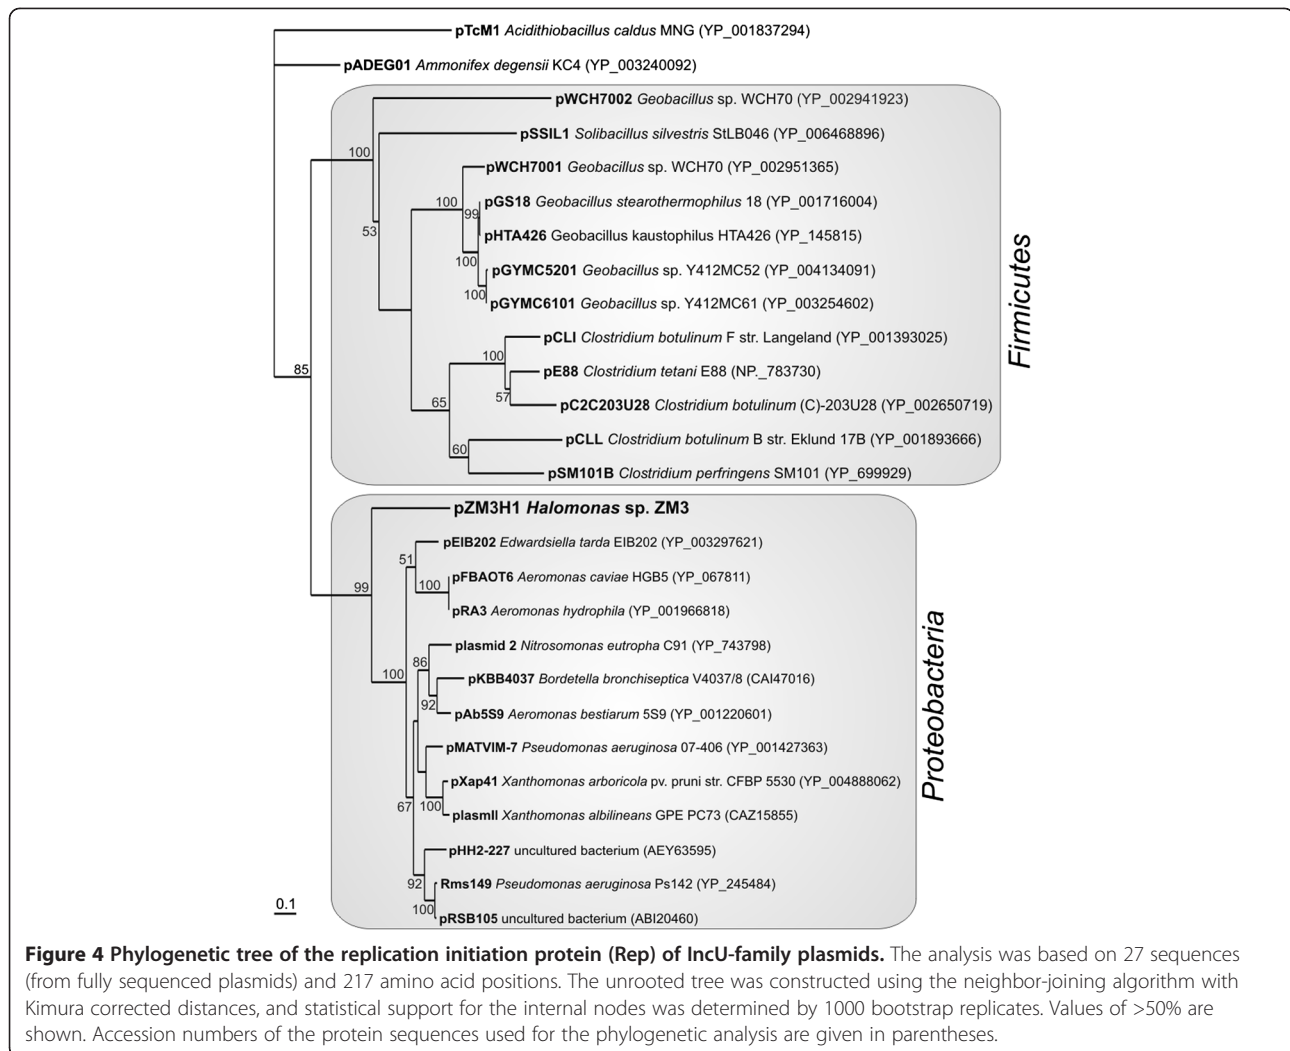 pTcM1 Acidithiobacillus caldus MNG (YP_001837294)
pADEG01 Ammonifex degensii KC4 (YP_003240092)
pWCH7002 Geobacillus sp. WCH70 (YP_002941923)
pSSIL1 Solibacillus silvestris StLB046 (YP_006468896)
100
pWCH7001 Geobacillus sp. WCH70 (YP_002951365)
100
pGS18 Geobacillus stearothermophilus 18 (YP_001716004)
99
53
pHTA426 Geobacillus kaustophilus HTA426 (YP_145815)
100
pGYMC5201 Geobacillus sp. Y412MC52 (YP_004134091)
100
pGYMC6101 Geobacillus sp. Y412MC61 (YP_003254602)
Firmicutes
pCLI Clostridium botulinum F str. Langeland (YP_001393025)
100
85
pE88 Clostridium tetani E88 (NP._783730)
57
65
pC2C203U28 Clostridium botulinum (C)-203U28 (YP_002650719)
pCLL Clostridium botulinum B str. Eklund 17B (YP_001893666)
60
pSM101B Clostridium perfringens SM101 (YP_699929)
pZM3H1 Halomonas sp. ZM3
pEIB202 Edwardsiella tarda EIB202 (YP_003297621)
51
pFBAOT6 Aeromonas caviae HGB5 (YP_067811)
99
100
pRA3 Aeromonas hydrophila (YP_001966818)
plasmid 2 Nitrosomonas eutropha C91 (YP_743798)
86
100
pKBB4037 Bordetella bronchiseptica V4037/8 (CAI47016)
92
pAb5S9 Aeromonas bestiarum 5S9 (YP_001220601)
Proteobacteria
pMATVIM-7 Pseudomonas aeruginosa 07-406 (YP_001427363)
pXap41 Xanthomonas arboricola pv. pruni str. CFBP 5530 (YP_004888062)
67
100
plasmII Xanthomonas albilineans GPE PC73 (CAZ15855)
pHH2-227 uncultured bacterium (AEY63595)
92
Rms149 Pseudomonas aeruginosa Ps142 (YP_245484)
0.1
100
pRSB105 uncultured bacterium (ABI20460)
Figure 4 Phylogenetic tree of the replication initiation protein (Rep) of IncU-family plasmids. The analysis was based on 27 sequences
(from fully sequenced plasmids) and 217 amino acid positions. The unrooted tree was constructed using the neighbor-joining algorithm with
Kimura corrected distances, and statistical support for the internal nodes was determined by 1000 bootstrap replicates. Values of >50% are
shown. Accession numbers of the protein sequences used for the phylogenetic analysis are given in parentheses.